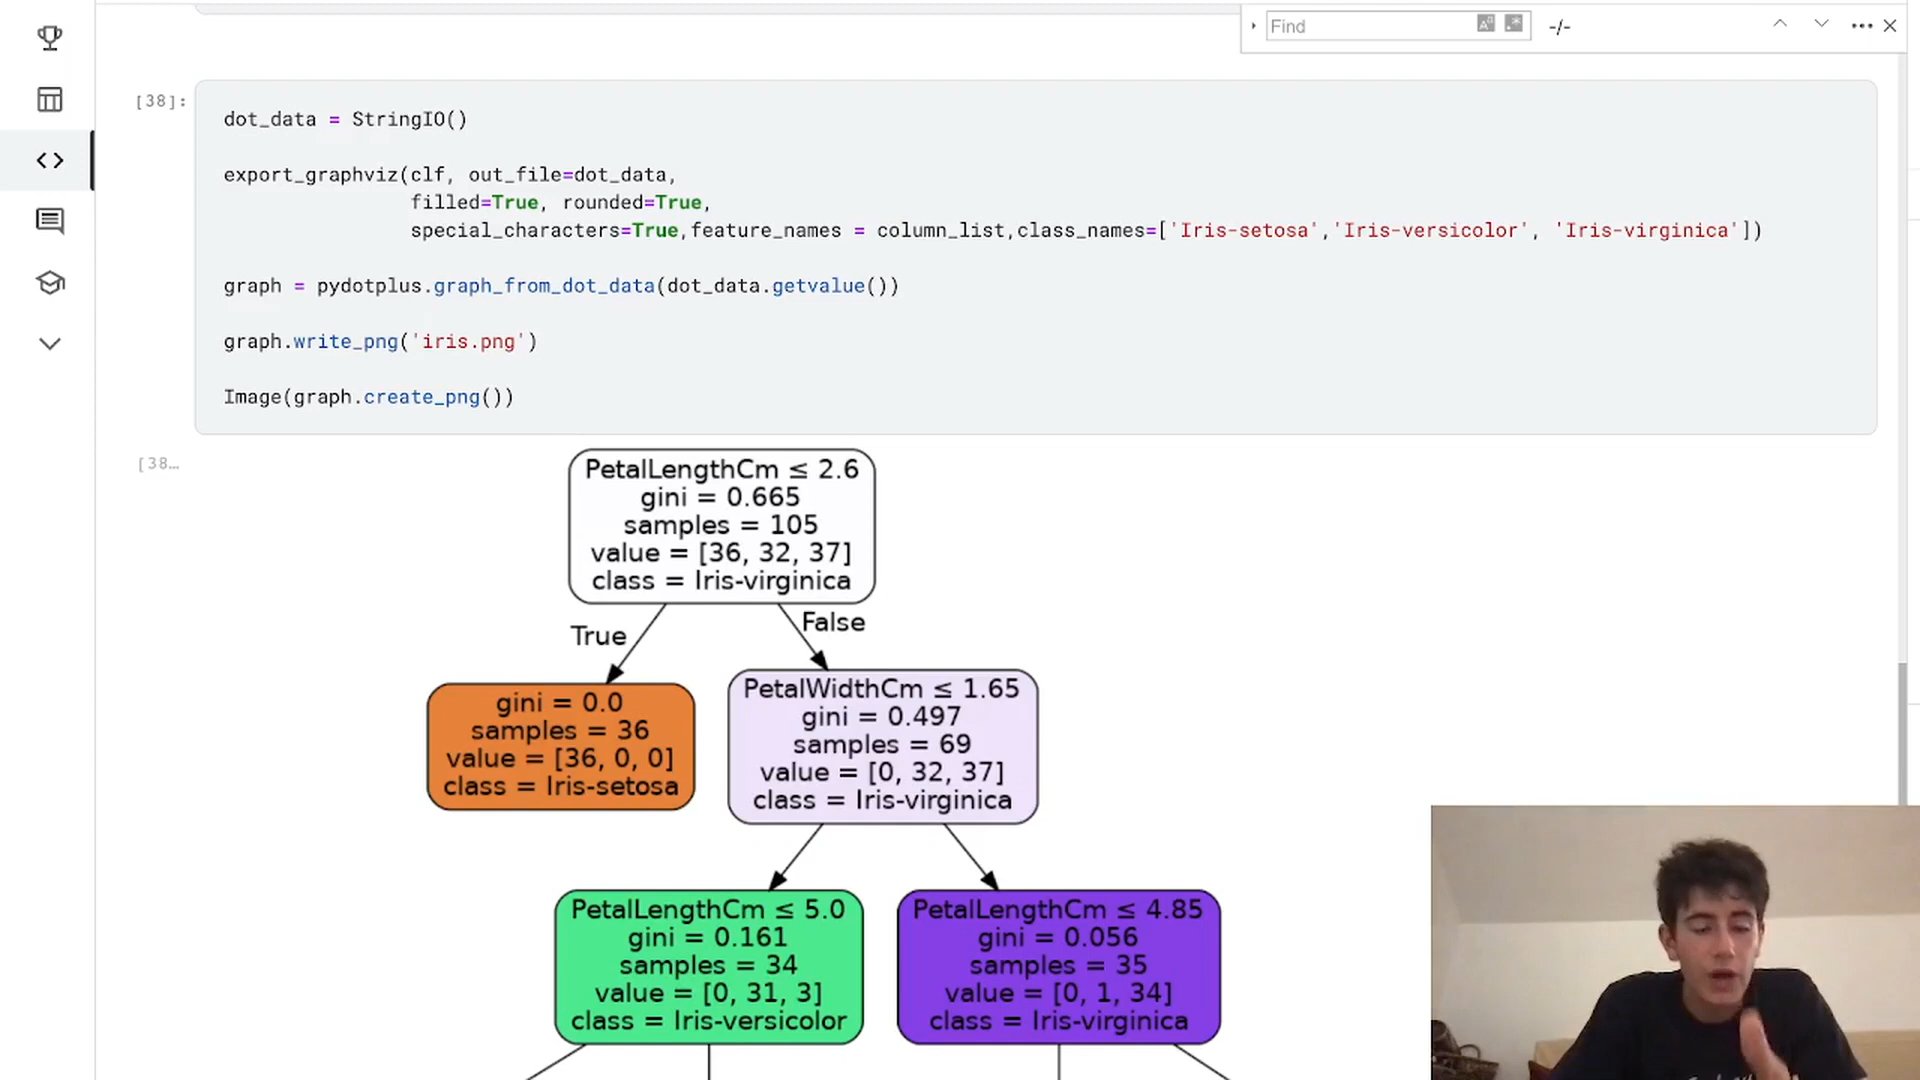 Find
-/-
[38]:
dot_data = StringIO()
export_graphviz(clf, out_file=dot_data,
filled=True, rounded=True,
special_characters=True,feature_names = column_list,class_names=['Iris-setosa','Iris-versicolor', 'Iris-virginica'])
graph = pydotplus.graph_from_dot_data(dot_data.getvalue())
graph.write_png('iris.png')
Image(graph.create_png())
[38…
PetalLengthCm ≤ 2.6
gini = 0.665
samples = 105
value = [36, 32, 37]
class = Iris-virginica
True
False
gini = 0.0
samples = 36
value = [36, 0, 0]
class = Iris-setosa
PetalWidthCm ≤ 1.65
gini = 0.497
samples = 69
value = [0, 32, 37]
class = Iris-virginica
PetalLengthCm ≤ 5.0
gini = 0.161
samples = 34
value = [0, 31, 3]
class = Iris-versicolor
PetalLengthCm ≤ 4.85
gini = 0.056
samples = 35
value = [0, 1, 34]
class = Iris-virginica